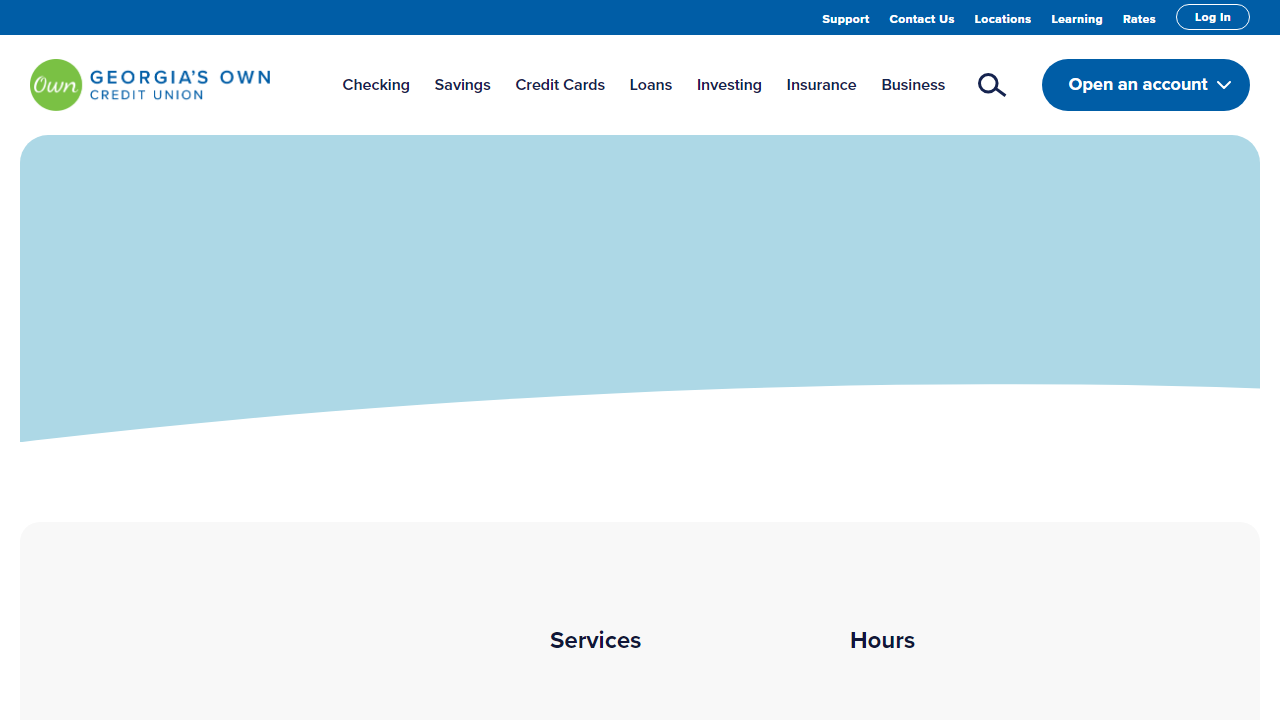 Support Contact Us Locations Learning Rates Log In
Own GEORGIA'S OWN
CREDIT UNION
Checking Savings Credit Cards Loans Investing Insurance Business Open an account
Services Hours